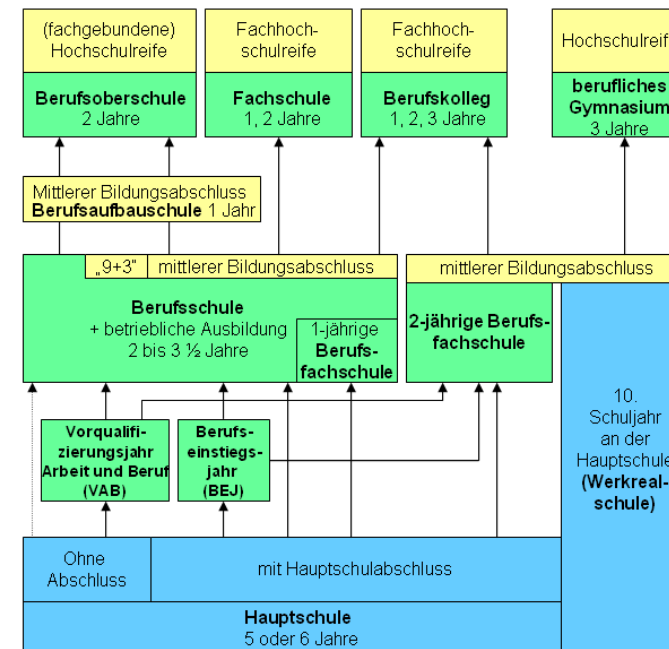 (fachgebundene)
Hochschulreife
Berufsoberschule
2 Jahre
Fachhoch-
schulreife
Fachschule
1, 2 Jahre
Fachhoch-
schulreife
Berufskolleg
1, 2, 3 Jahre
Hochschulreif
berufliches
Gymnasium
3 Jahre
Mittlerer Bildungsabschluss
Berufsaufbauschule 1 Jahr
„9+3“
mittlerer Bildungsabschluss
mittlerer Bildungsabschluss
Berufsschule
+ betriebliche Ausbildung
2 bis 3 ½ Jahre
1-jährige
Berufs-
fachschule
2-jährige Berufs-
fachschule
10.
Schuljahr
an der
Hauptschule
(Werkreal-
schule)
Vorqualifi-
zierungsjahr
Arbeit und Beruf
(VAB)
Berufs-
einstiegs-
jahr
(BEJ)
Ohne
Abschluss
mit Hauptschulabschluss
Hauptschule
5 oder 6 Jahre